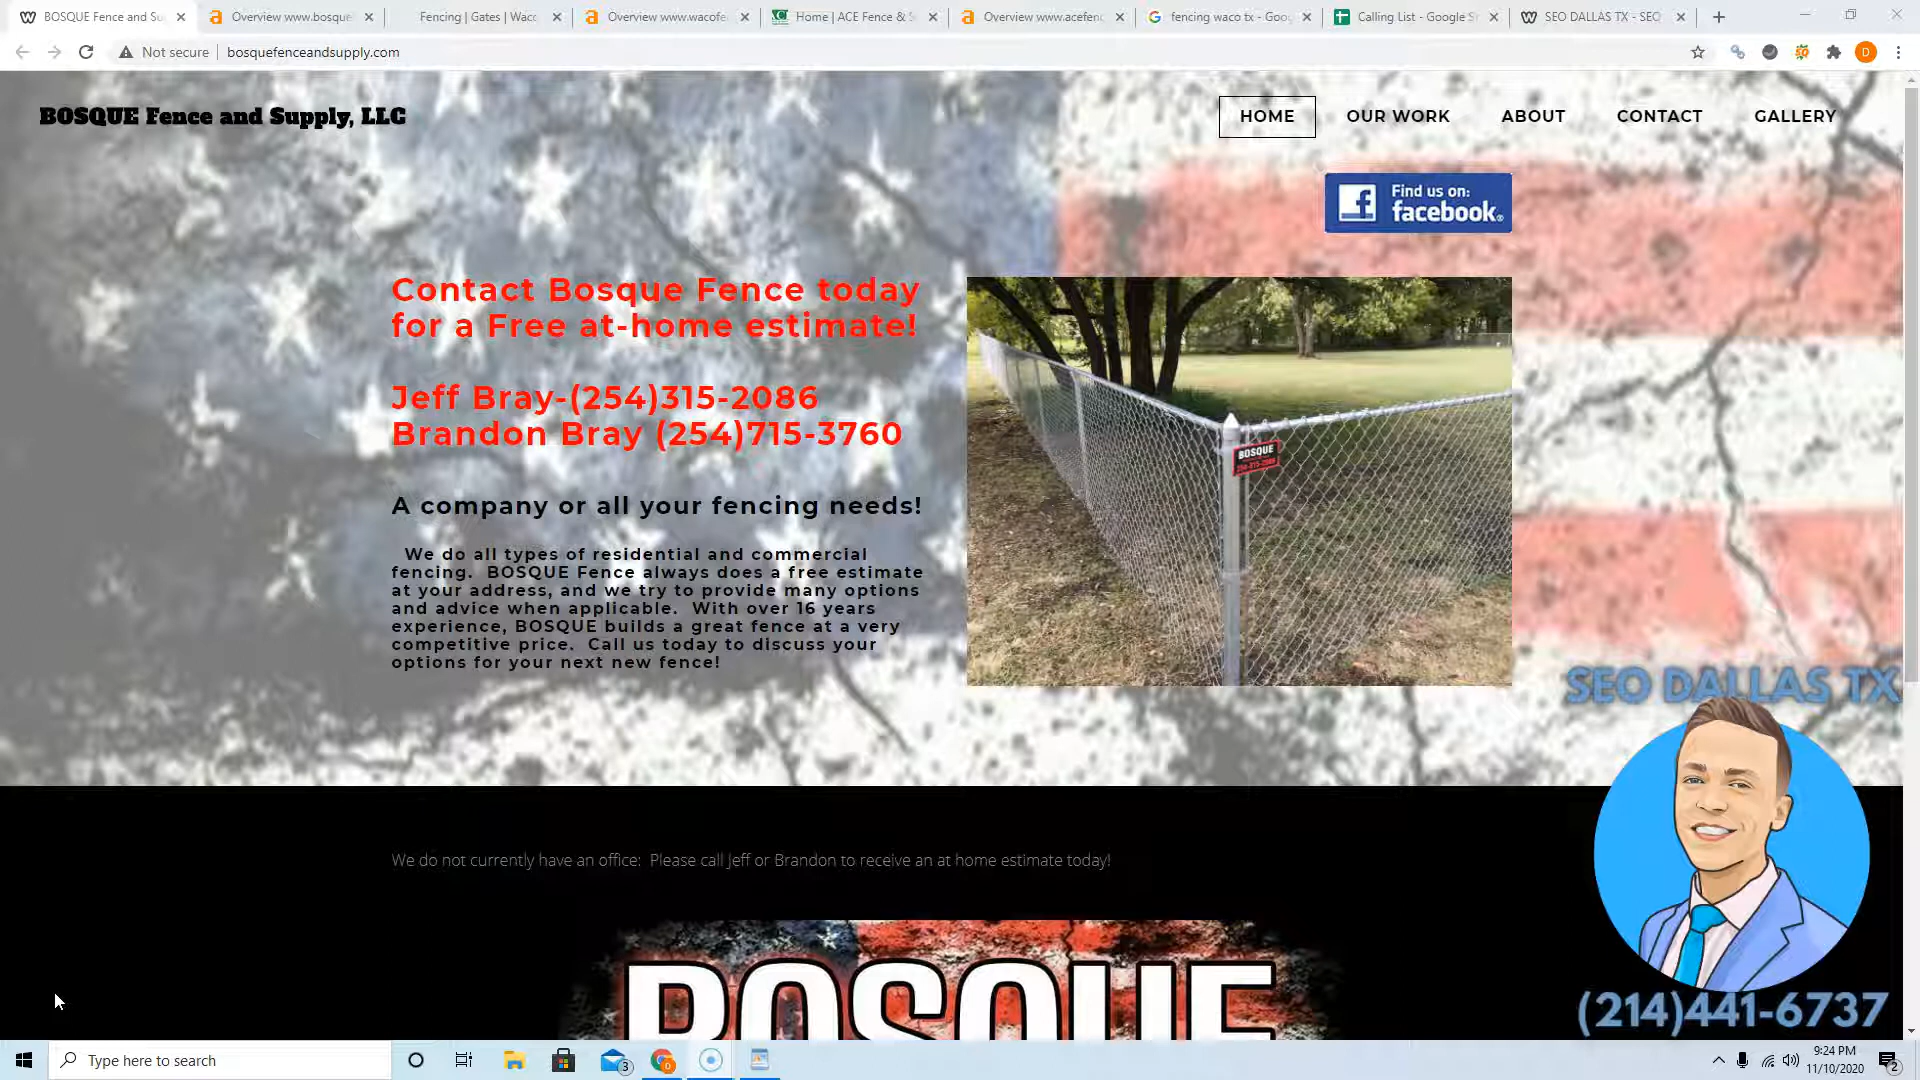 BOSQUE Fence and Su
Overview www.bosque
Fencing | Gates | Waco
Overview www.wacofe
Home | ACE Fence & S
Overview www.acefenc
fencing waco tx - Goog
Calling List - Google S
SEO DALLAS TX - SEO
Not secure
bosquefenceandsupply.com
D
BOSQUE Fence and Supply, LLC
HOME
OUR WORK
ABOUT
CONTACT
GALLERY
Find us on:
facebook
Contact Bosque Fence today
for a Free at-home estimate!
Jeff Bray-(254)315-2086
Brandon Bray (254)715-3760
A company or all your fencing needs!
We do all types of residential and commercial
fencing. BOSQUE Fence always does a free estimate
at your address, and we try to provide many options
and advice when applicable. With over 16 years
experience, BOSQUE builds a great fence at a very
competitive price. Call us today to discuss your
options for your next new fence!
BOSQUE
254-315-2086
SEO DALLAS TX
We do not currently have an office: Please call Jeff or Brandon to receive an at home estimate today!
BOSQUE
(214)441-6737
Type here to search
3
9:24 PM
11/10/2020
2